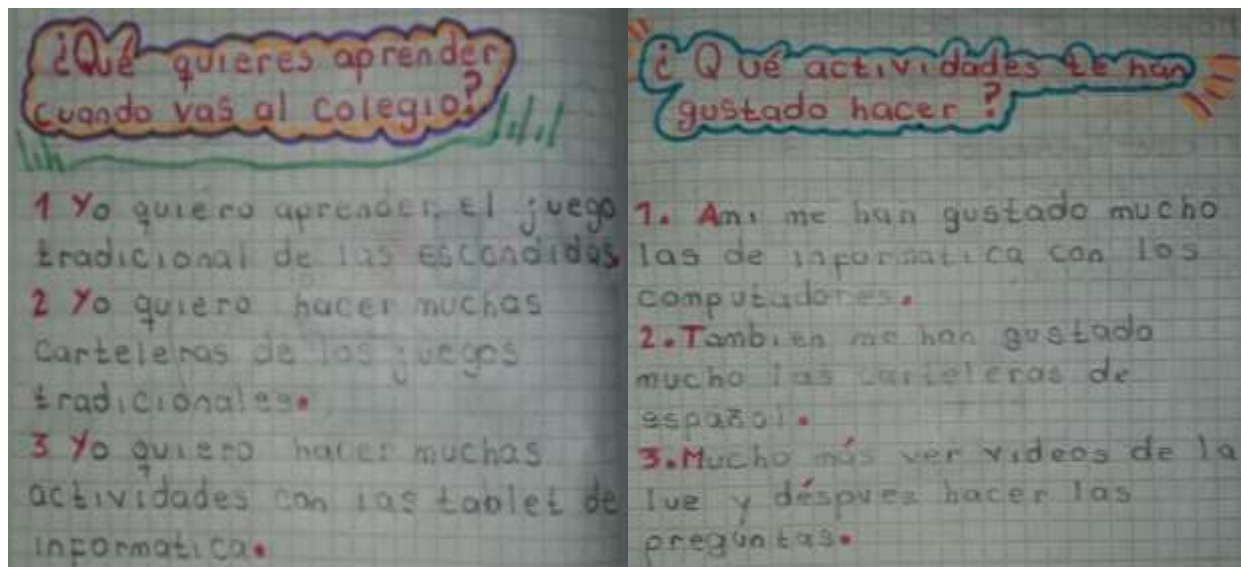 ¿Qué quieres aprender
cuando vas al colegio?
1 Yo quiero aprender el juego
tradicional de las escondidas
2 Yo quiero hacer muchas
Carteleras de los juegos
tradicionales.
3 Yo quiero hacer muchas
actividades con las tablet de
informatica.
¿Qué actividades te han
gustado hacer?
1. Ami me han gustado mucho
las de informatica con los
computadores.
2. Tambien me han gustado
mucho las carteleras de
español.
3. Mucho más ver videos de la
lue y déspuez hacer las
preguntas.